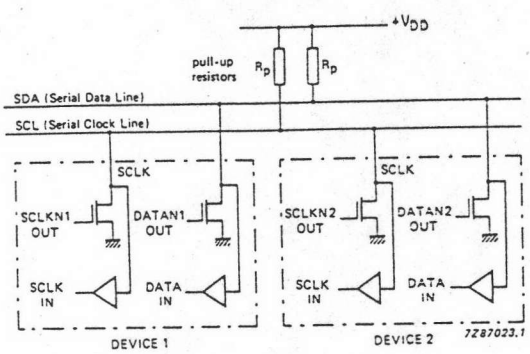 +VDD
pull-up
resistors
Rp
Rp
SDA (Serial Data Line)
SCL (Serial Clock Line)
SCLK
SCLK
SCLKN1
OUT
DATAN1
OUT
SCLKN2
OUT
DATAN2
OUT
SCLK
IN
DATA
IN
SCLK
IN
DATA
IN
7Z87023.1
DEVICE 1
DEVICE 2